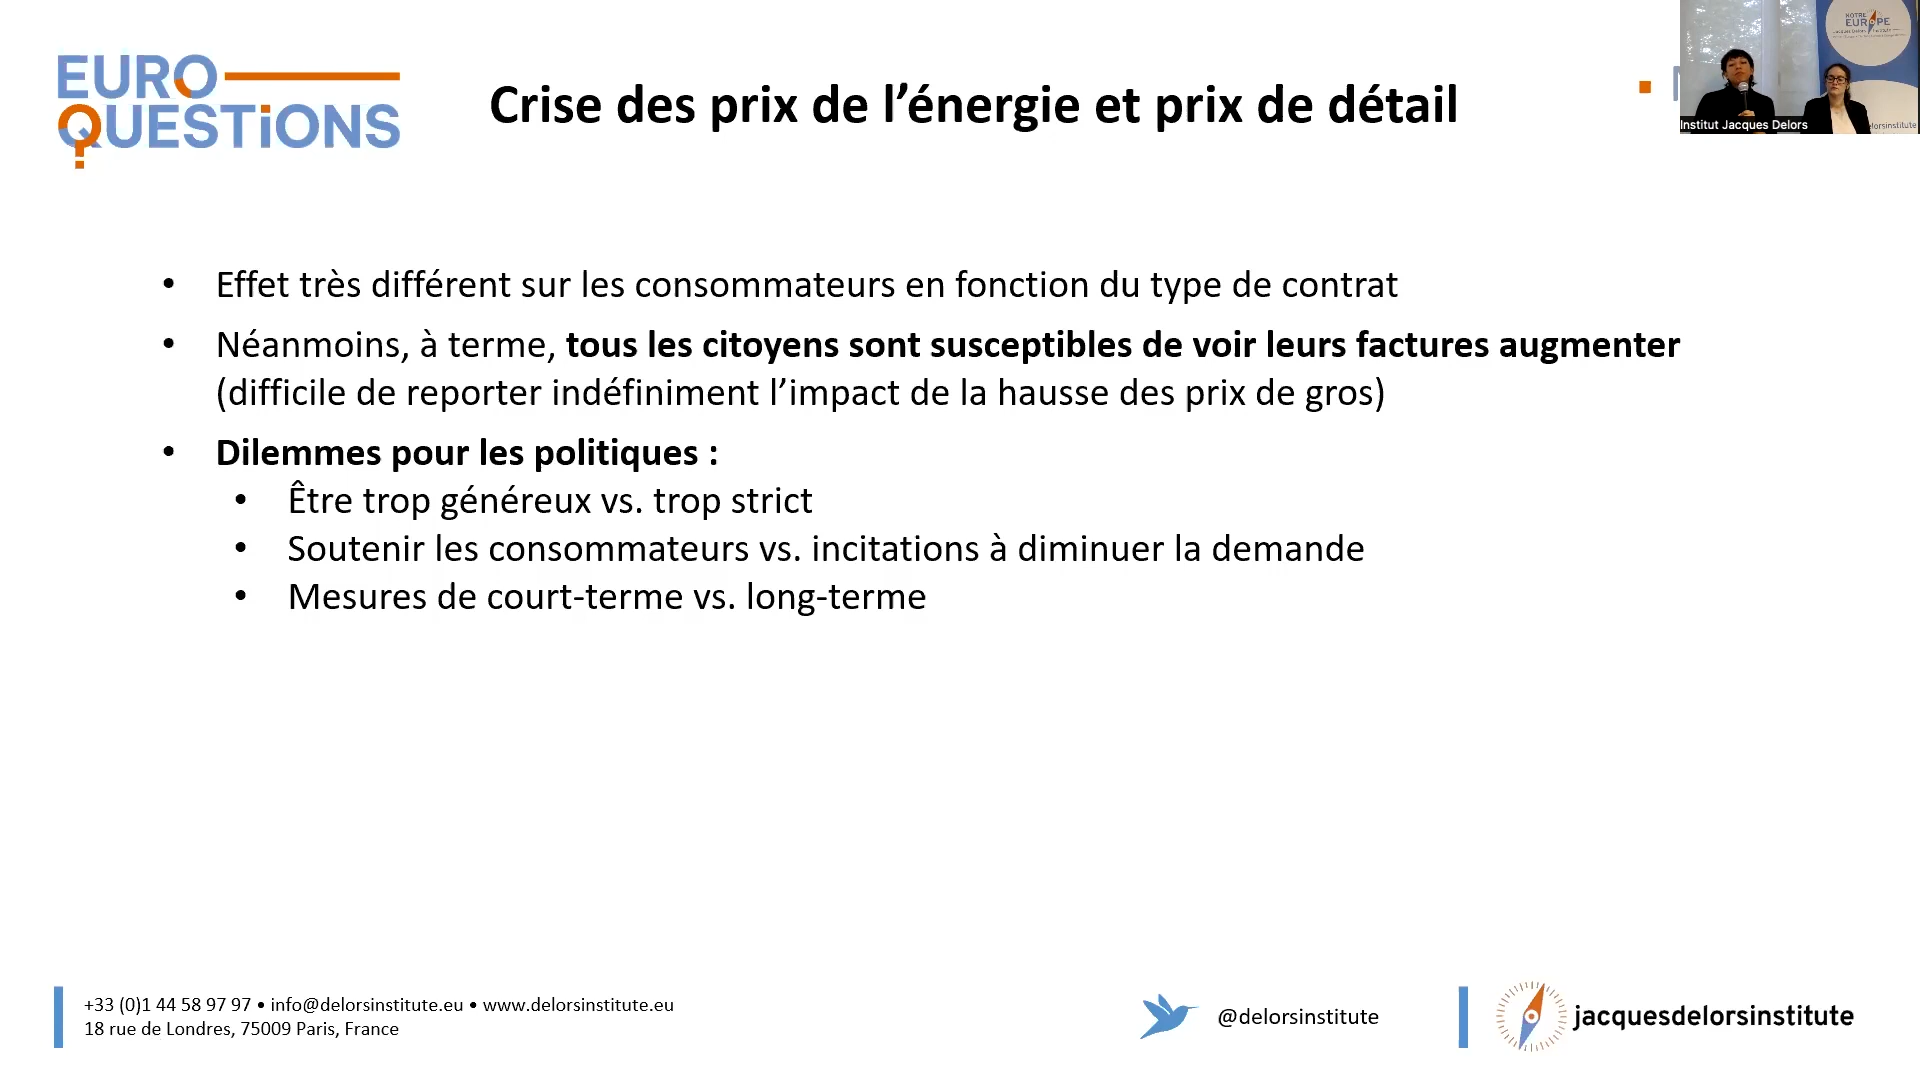 EURO
QUESTiONS
?
Crise des prix de l’énergie et prix de détail
NOTRE
EUROPE
Institut Jacques Delors
delorsinstitute
• Effet très différent sur les consommateurs en fonction du type de contrat
• Néanmoins, à terme, tous les citoyens sont susceptibles de voir leurs factures augmenter
(difficile de reporter indéfiniment l’impact de la hausse des prix de gros)
• Dilemmes pour les politiques :
• Être trop généreux vs. trop strict
• Soutenir les consommateurs vs. incitations à diminuer la demande
• Mesures de court-terme vs. long-terme
+33 (0)1 44 58 97 97 • info@delorsinstitute.eu • www.delorsinstitute.eu
18 rue de Londres, 75009 Paris, France
@delorsinstitute
jacquesdelorsinstitute